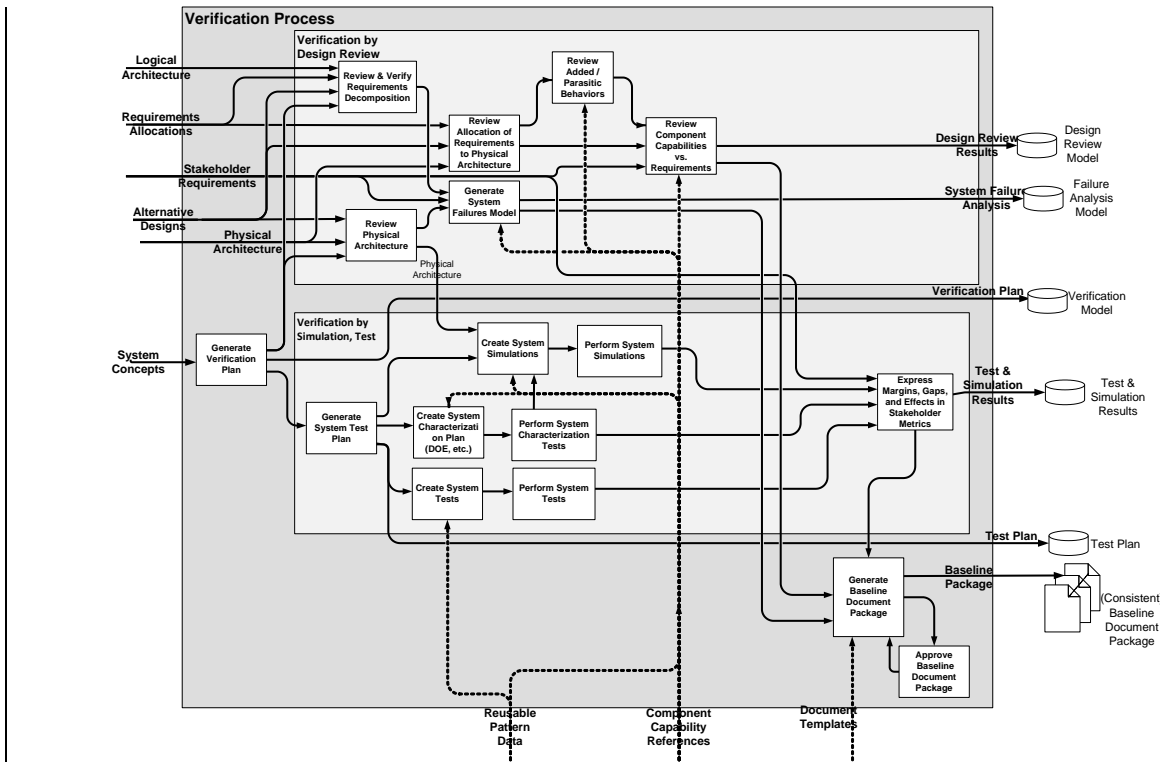 Verification Process
Verification by
Design Review
Logical
Architecture
Review & Verify
Requirements
Decomposition
Review
Added /
Parasitic
Behaviors
Requirements
Allocations
Review
Allocation of
Requirements
to Physical
Architecture
Review
Component
Capabilities
vs.
Requirements
Design Review
Results
Design
Review
Model
Stakeholder
Requirements
Generate
System
Failures Model
System Failure
Analysis
Failure
Analysis
Model
Alternative
Designs
Physical
Architecture
Review
Physical
Architecture
Physical
Architecture
Verification Plan
Verification
Model
Verification by
Simulation, Test
System
Concepts
Generate
Verification
Plan
Create System
Simulations
Perform System
Simulations
Express
Margins, Gaps,
and Effects in
Stakeholder
Metrics
Test &
Simulation
Results
Test &
Simulation
Results
Generate
System Test
Plan
Create System
Characterizati
on Plan
(DOE, etc.)
Perform System
Characterization
Tests
Create System
Tests
Perform System
Tests
Test Plan
Test Plan
Generate
Baseline
Document
Package
Baseline
Package
(Consistent
Baseline
Document
Package
Approve
Baseline
Document
Package
Reusable
Pattern
Data
Component
Capability
References
Document
Templates